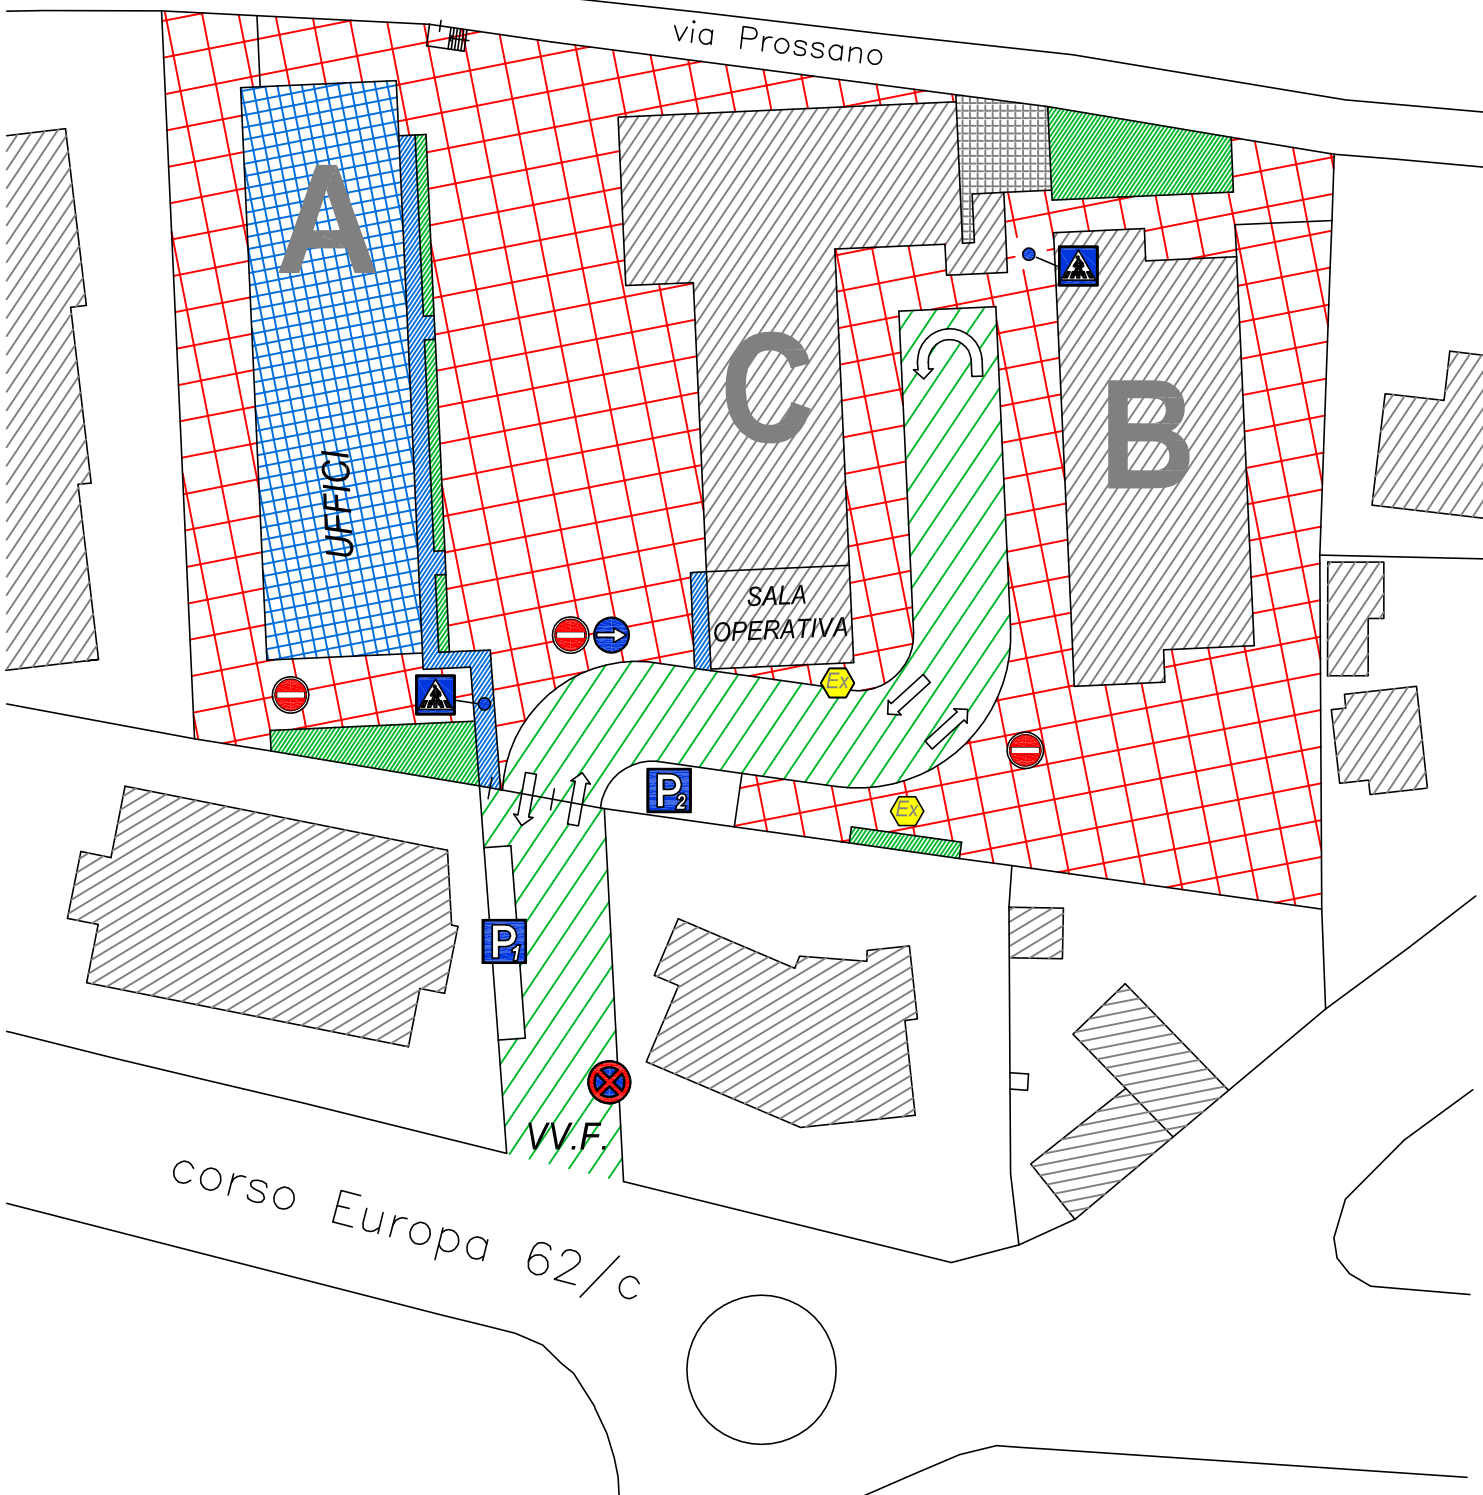 via Prossano
A
C
B
UFFICI
SALA
OPERATIVA
Ex
P2
Ex
P1
VV.F.
corso Europa 62/c